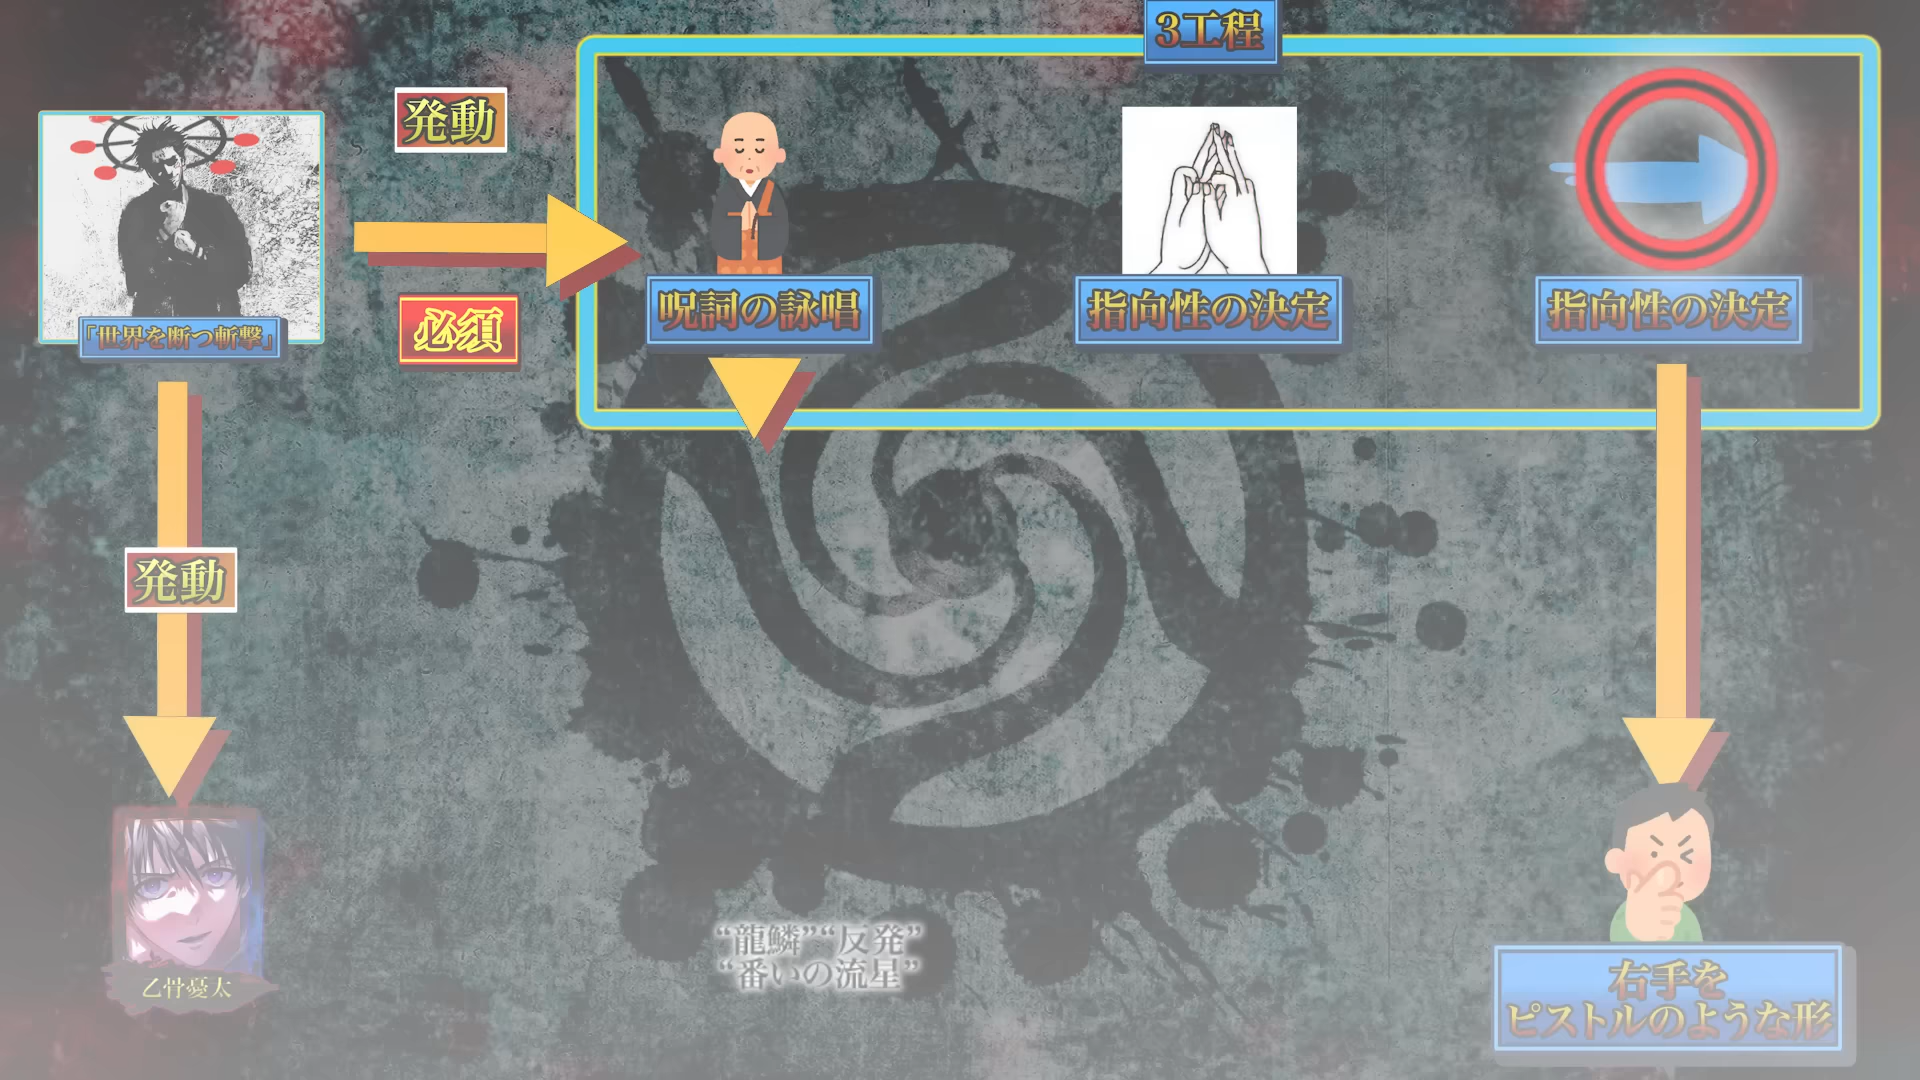 3工程
発動
必須
「世界を断つ斬撃」
呪詞の詠唱
指向性の決定
指向性の決定
発動
乙骨憂太
“龍鱗”“反発”
“番いの流星”
右手を
ピストルのような形